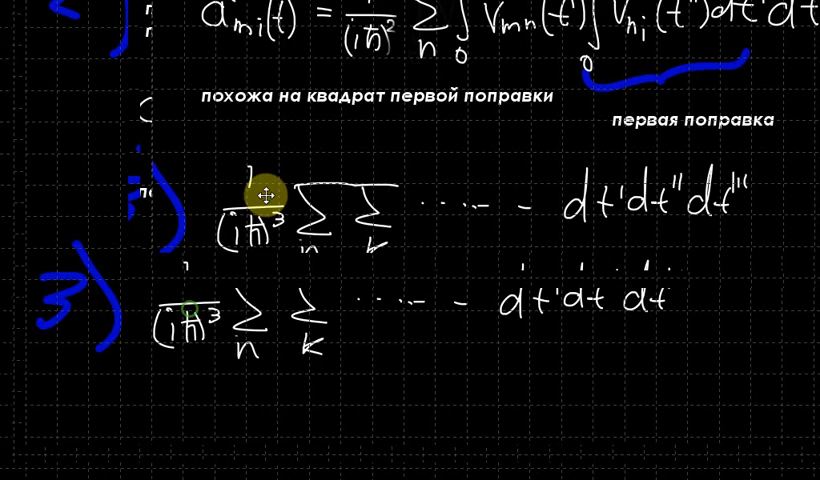 a_mi(t) = 1/(iħ)² Σ_n ∫_0 V_mn(t') ∫_0 V_ni(t'')dt'dt
похожа на квадрат первой поправки
первая поправка
1/(iħ)³ Σ_n Σ_k ..... - dt'dt''dt'''
3) 1/(iħ)³ Σ_n Σ_k ..... - dt'dt dt